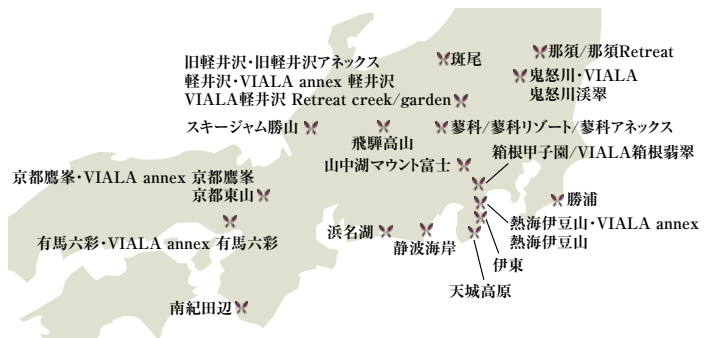 斑尾
那須/那須Retreat
旧軽井沢・旧軽井沢アネックス
軽井沢・VIALA annex 軽井沢
VIALA軽井沢 Retreat creek/garden
鬼怒川・VIALA
鬼怒川渓翠
スキージャム勝山
飛騨高山
蓼科/蓼科リゾート/蓼科アネックス
箱根甲子園/VIALA箱根翡翠
山中湖マウント富士
京都鷹峯・VIALA annex 京都鷹峯
京都東山
勝浦
有馬六彩・VIALA annex 有馬六彩
浜名湖
静波海岸
熱海伊豆山・VIALA annex
熱海伊豆山
伊東
天城高原
南紀田辺